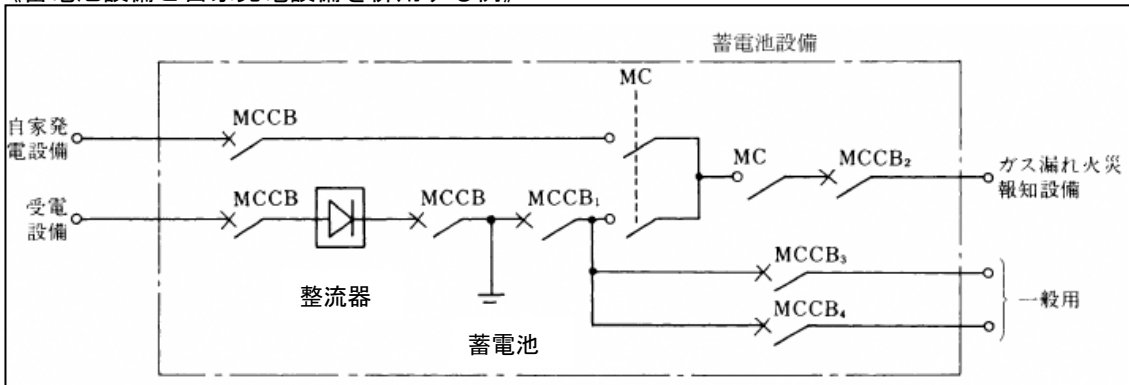 《蓄電池設備と自家発電設備を併用する例》
蓄電池設備
MC
MCCB
自家発
電設備
MC
MCCB₂
ガス漏れ火災
報知設備
受電
設備
MCCB
MCCB
MCCB₁
MCCB₃
一般用
MCCB₄
整流器
蓄電池